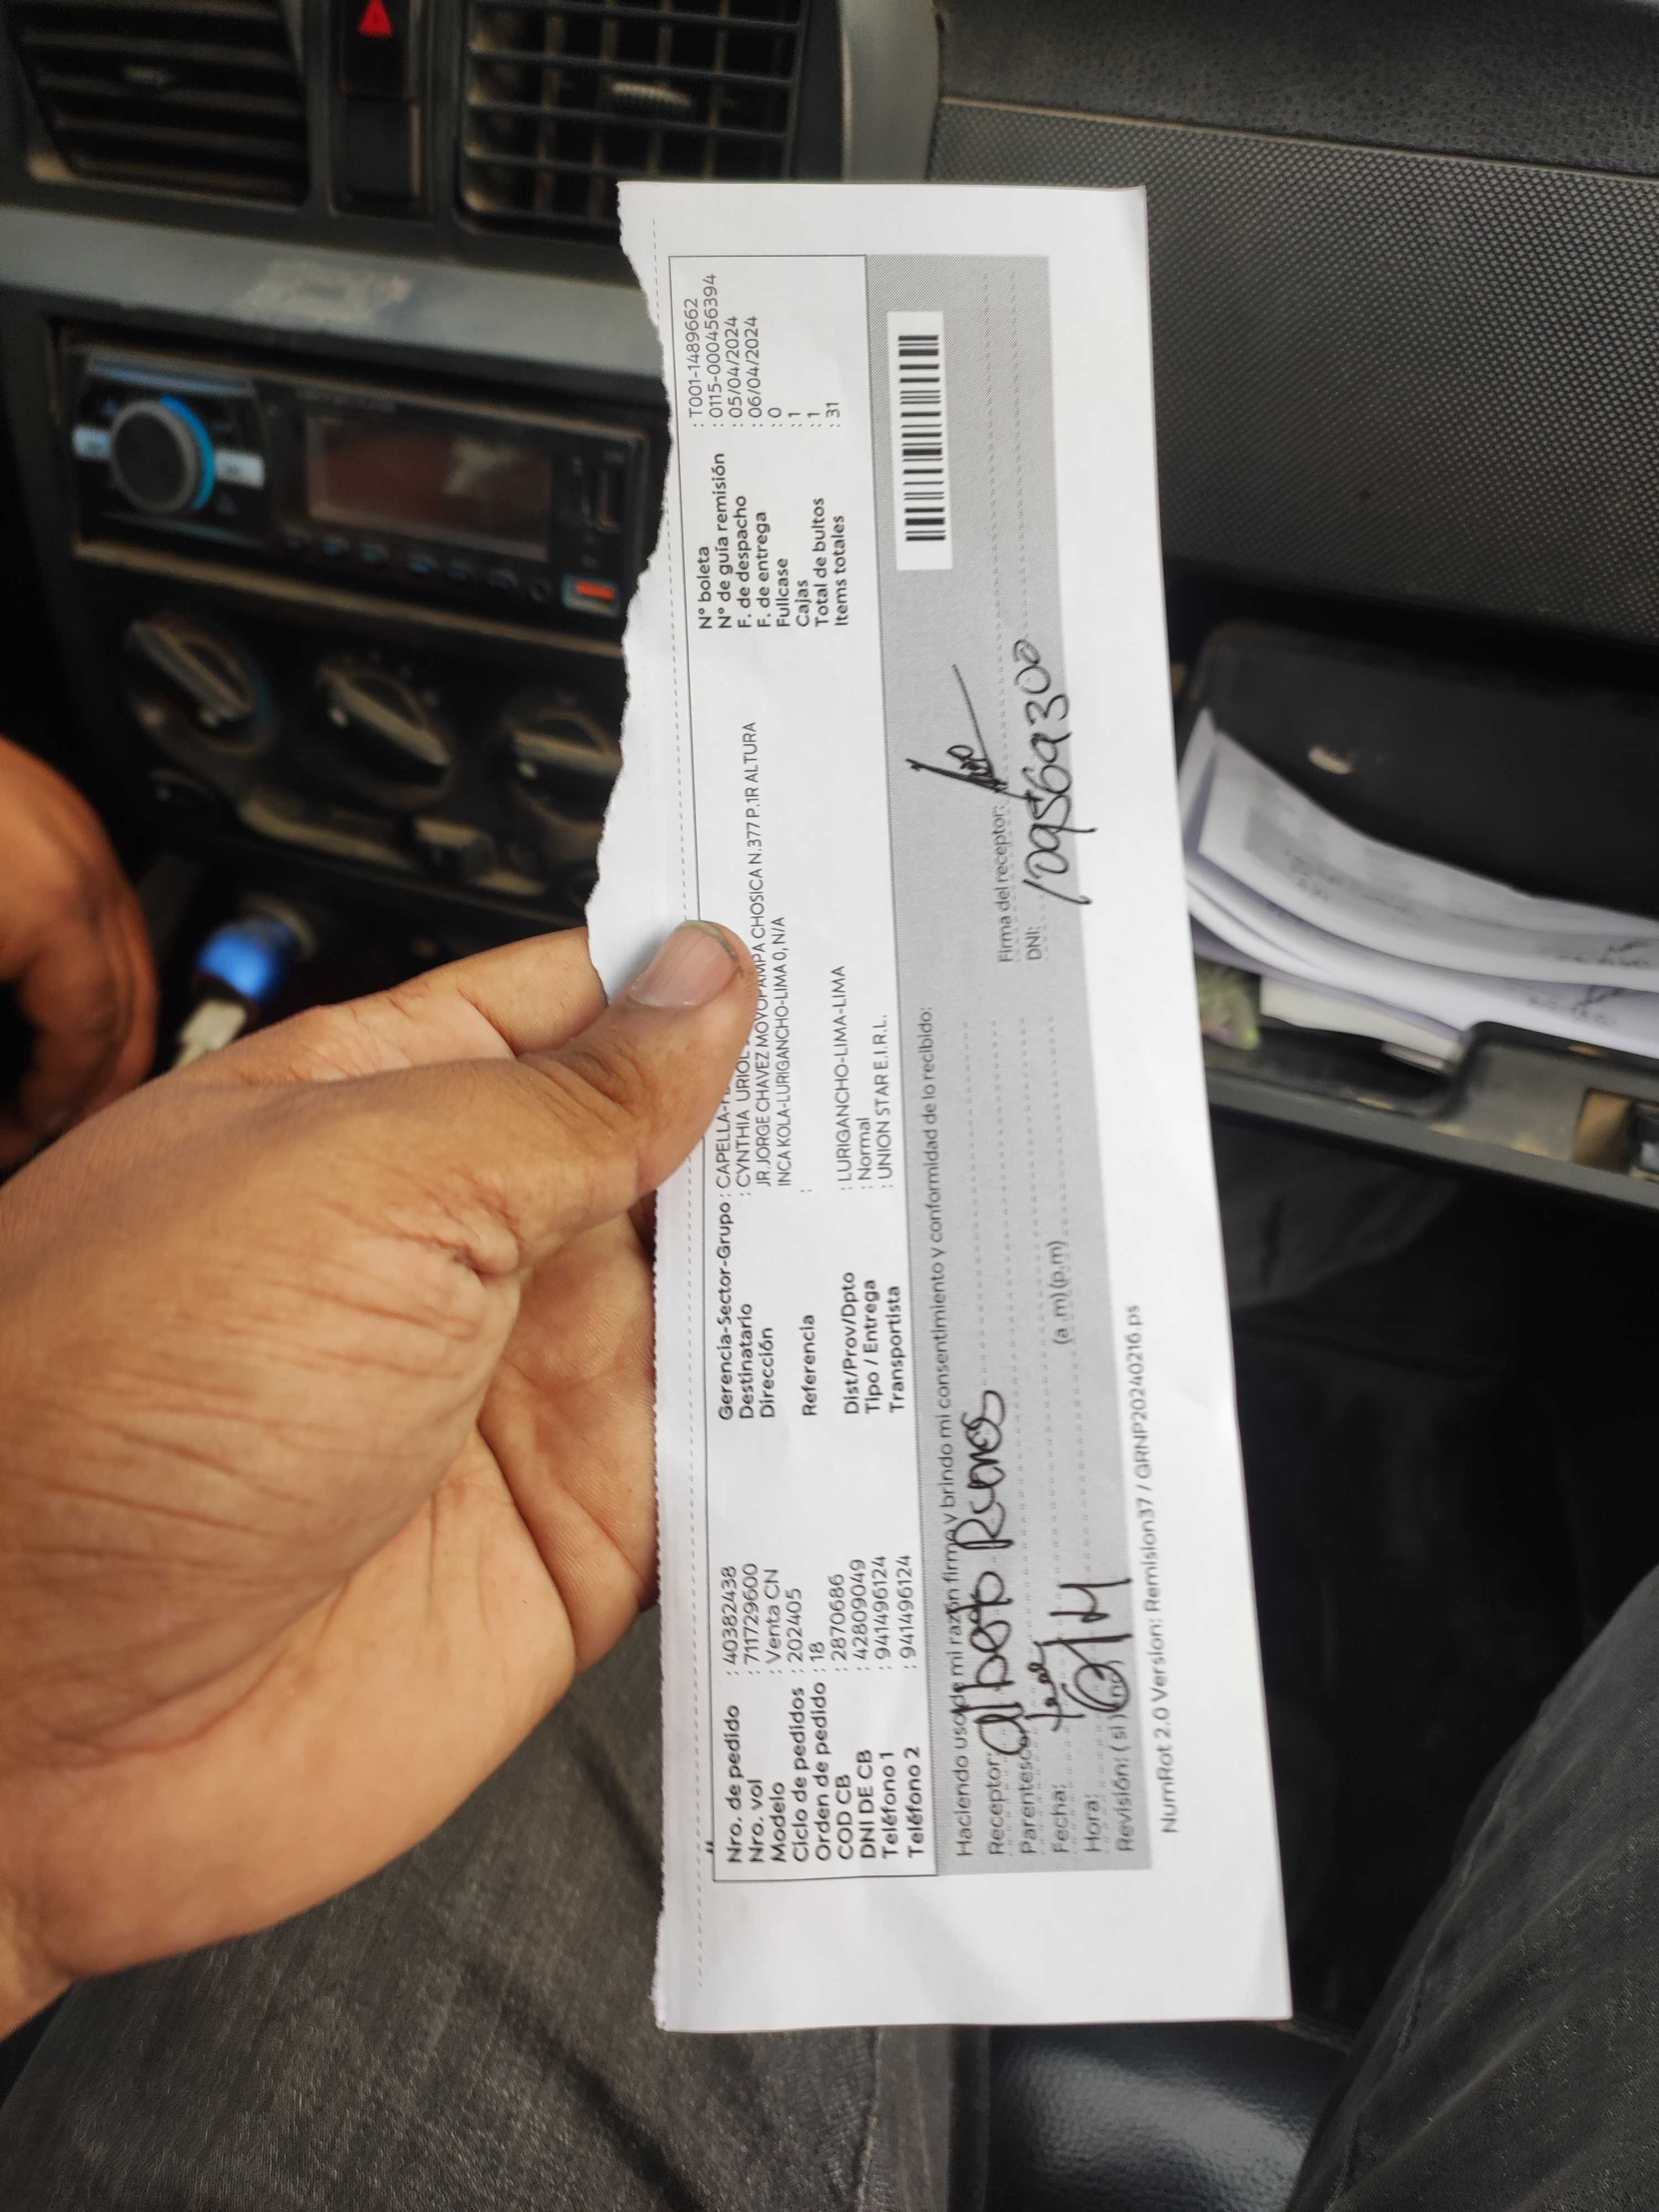 Nro. de pedido : 40382438
Nro. vol : 711729600
Modelo : Venta CN
Ciclo de pedidos : 202405
Orden de pedido : 18
COD CB : 2870686
DNI DE CB : 42809049
Teléfono 1 : 941496124
Teléfono 2 : 941496124
Gerencia-Sector-Grupo : CAPELLA-
Destinatario : CYNTHIA URIOL
Dirección JR.JORGE CHAVEZ MOYOPAMPA CHOSICA N.377 P.1R ALTURA
INCA KOLA-LURIGANCHO-LIMA 0, N/A
Referencia :
Dist/Prov/Dpto : LURIGANCHO-LIMA-LIMA
Tipo / Entrega : Normal
Transportista : UNION STAR E.I.R.L.
N° boleta : T001-1489662
N° de guía remisión : 0115-000456394
F. de despacho : 05/04/2024
F. de entrega : 06/04/2024
Fullcase : 0
Cajas : 1
Total de bultos : 1
Items totales : 31
Haciendo uso de mi razón firma y brindo mi consentimiento y conformidad de lo recibido:
Receptor: Alberto
Parentesco:
Fecha:
Hora: (a.m) (p.m)
Revisión: ( si ) no
Firma del receptor:
DNI:
NumRot 2.0 Version: Remision37 / GRNP20240216.ps